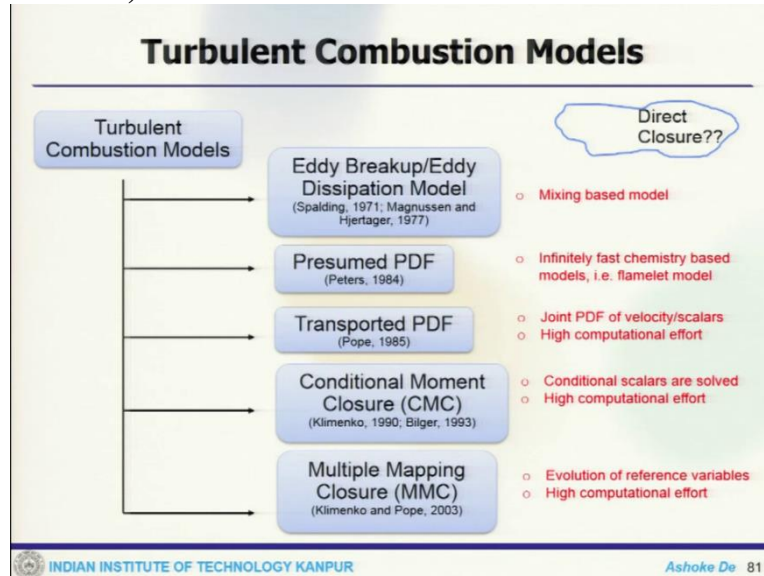 Turbulent Combustion Models
Turbulent
Combustion Models
Direct
Closure??
Eddy Breakup/Eddy
Dissipation Model
(Spalding, 1971; Magnussen and
Hjertager, 1977)
o Mixing based model
Presumed PDF
(Peters, 1984)
o Infinitely fast chemistry based
models, i.e. flamelet model
Transported PDF
(Pope, 1985)
o Joint PDF of velocity/scalars
o High computational effort
Conditional Moment
Closure (CMC)
(Klimenko, 1990; Bilger, 1993)
o Conditional scalars are solved
o High computational effort
Multiple Mapping
Closure (MMC)
(Klimenko and Pope, 2003)
o Evolution of reference variables
o High computational effort
INDIAN INSTITUTE OF TECHNOLOGY KANPUR
Ashoke De 81